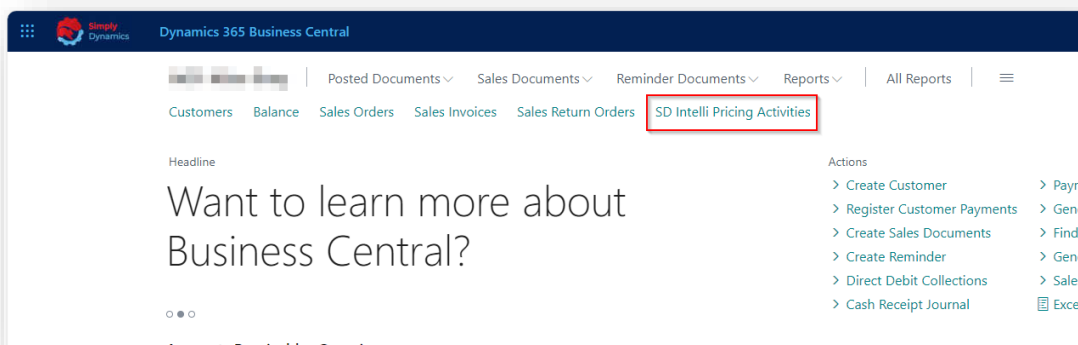 Simply
Dynamics
Dynamics 365 Business Central
Posted Documents Sales Documents Reminder Documents Reports All Reports
Customers Balance Sales Orders Sales Invoices Sales Return Orders SD Intelli Pricing Activities
Headline
Want to learn more about
Business Central?
Actions
> Create Customer
> Register Customer Payments
> Create Sales Documents
> Create Reminder
> Direct Debit Collections
> Cash Receipt Journal
> Find